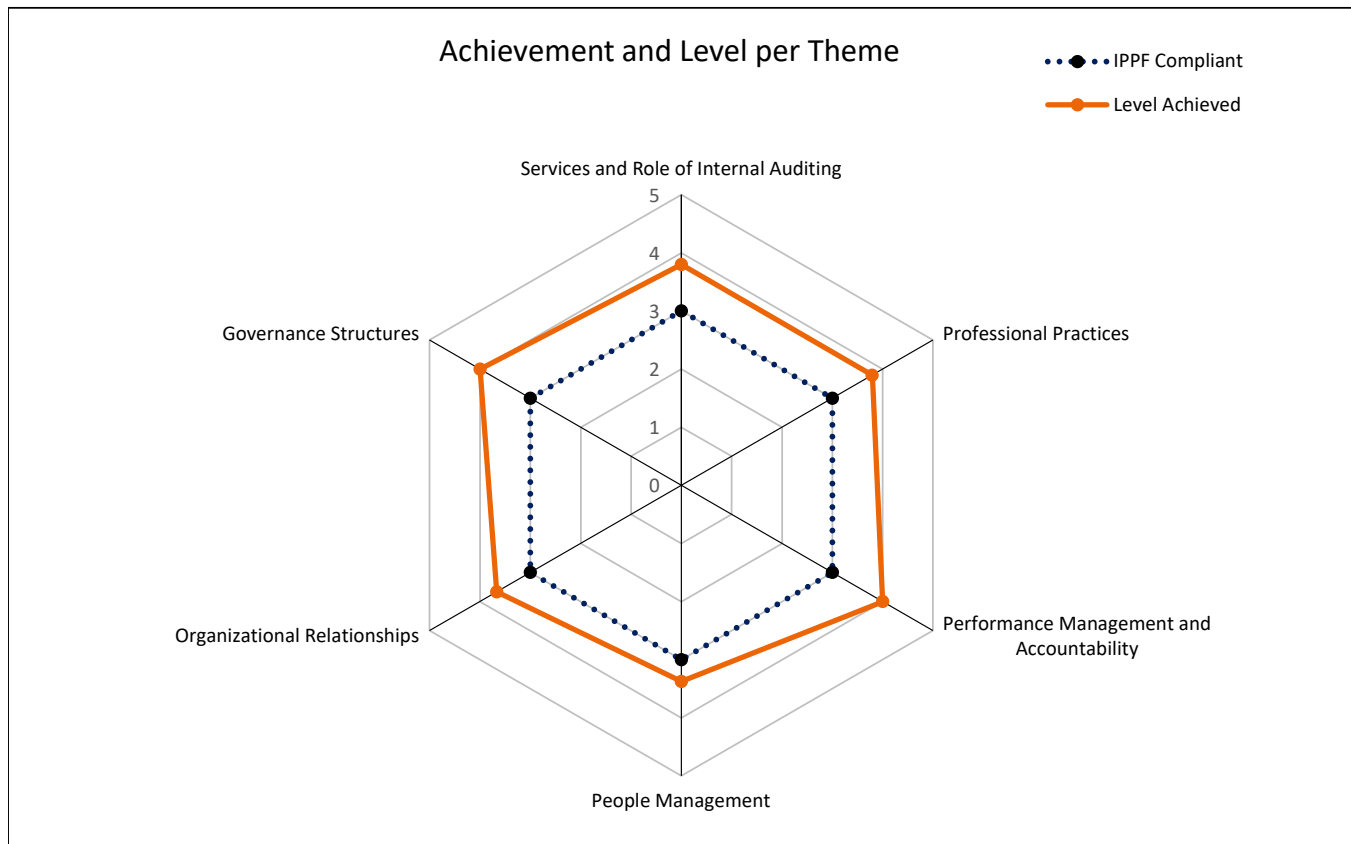 Achievement and Level per Theme
IPPF Compliant
Level Achieved
Services and Role of Internal Auditing
5
4
3
2
1
0
Professional Practices
Performance Management and
Accountability
People Management
Organizational Relationships
Governance Structures